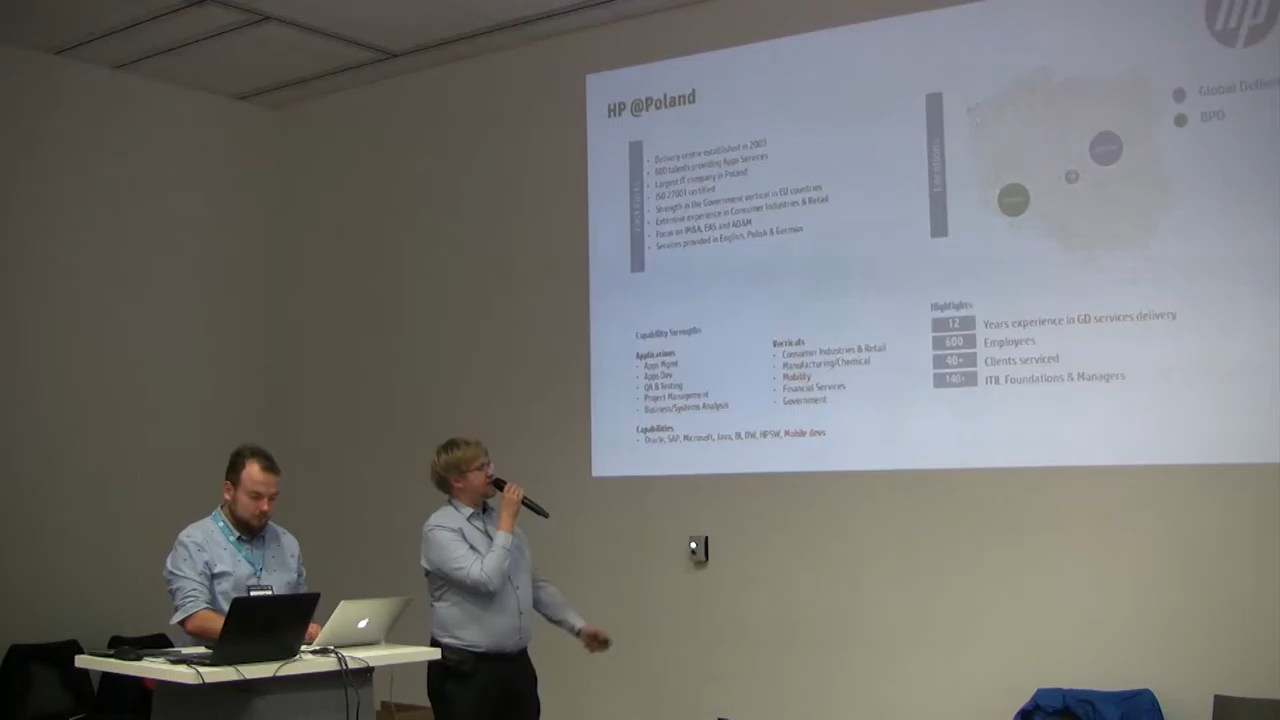 HP @Poland
• Delivery centre established in 2005
• 600 talents providing Apps Services
• Largest IT company in Poland
• ISO 27001 certified
• Strength in the Government vertical in EU countries
• Extensive experience in Consumer Industries & Retail
• Focus on IM&A, EAS and AD&M
• Services provided in English, Polish & German
Capability Strengths
Applications
• Apps Mgmt
• Apps Dev
• QA & Testing
• Project Management
• Business/Systems Analysis
Verticals
• Consumer Industries & Retail
• Manufacturing/Chemical
• Mobility
• Financial Services
• Government
Capabilities
• Oracle, SAP, Microsoft, Java, BI, DW, HPSW, Mobile devs
hp
Locations
Global
BPO
Highlights
12 Years experience in GD services delivery
600 Employees
40+ Clients serviced
140+ ITIL Foundations & Managers